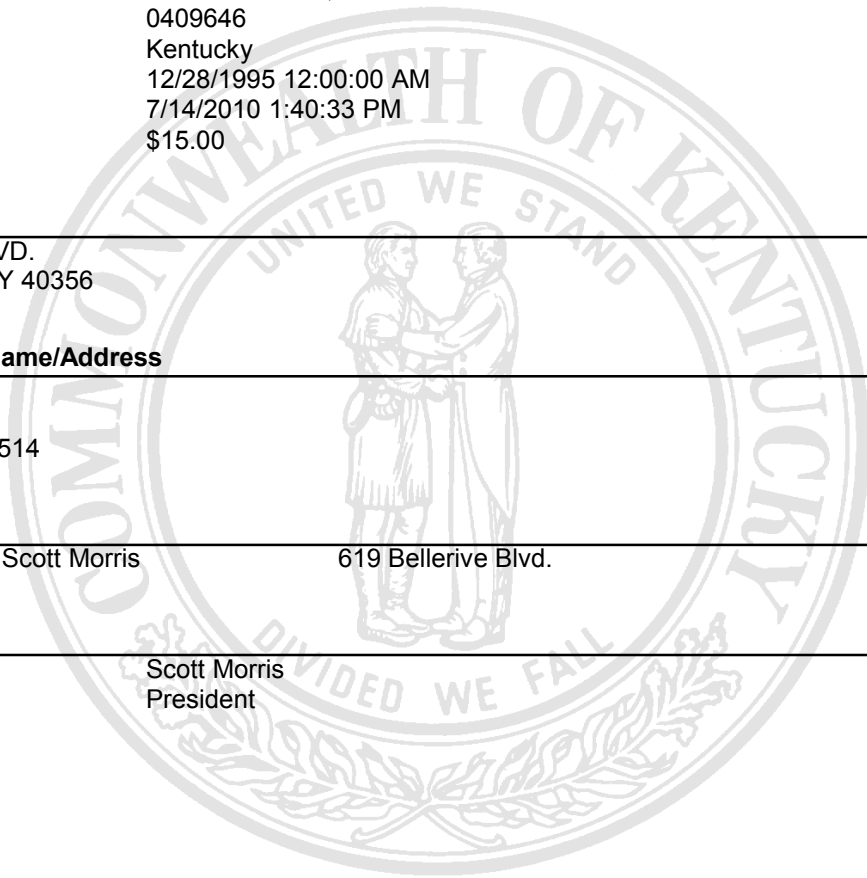 0409646
Kentucky
12/28/1995 12:00:00 AM
7/14/2010 1:40:33 PM
$15.00
COMMONWEALTH OF KENTUCKY
UNITED WE STAND
VD.
Y 40356
ame/Address
514
Scott Morris 619 Bellerive Blvd.
Scott Morris
President
DIVIDED WE FALL